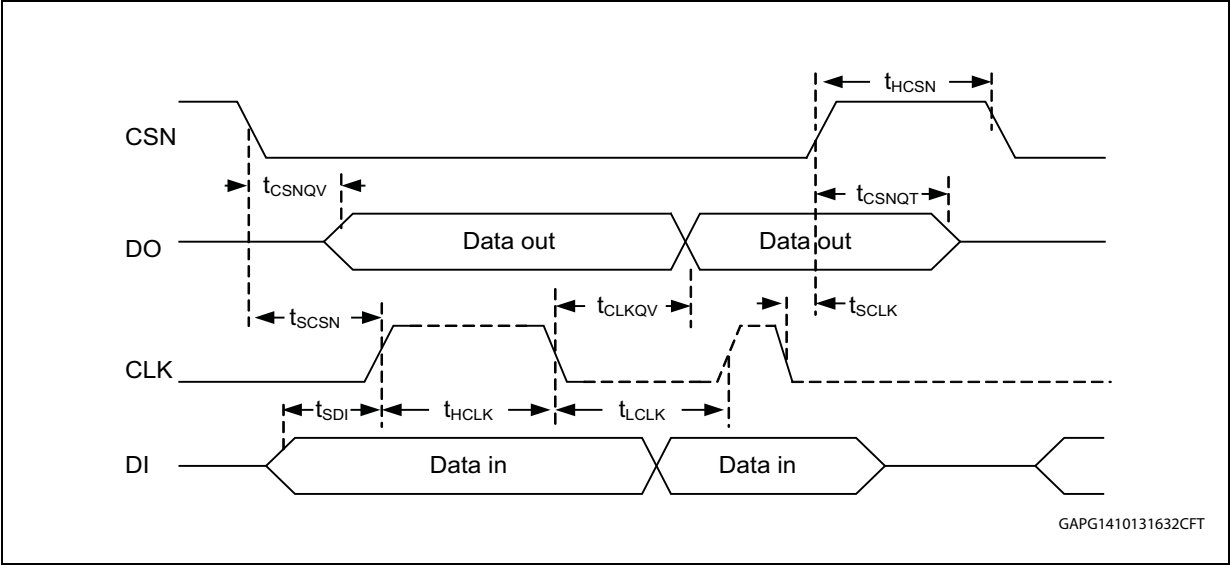 tHCSN
CSN
tCSNQV
tCSNQT
DO
Data out
Data out
tSCSN
tCLKQV
tSCLK
CLK
tSDI
tHCLK
tLCLK
DI
Data in
Data in
GAPG1410131632CFT